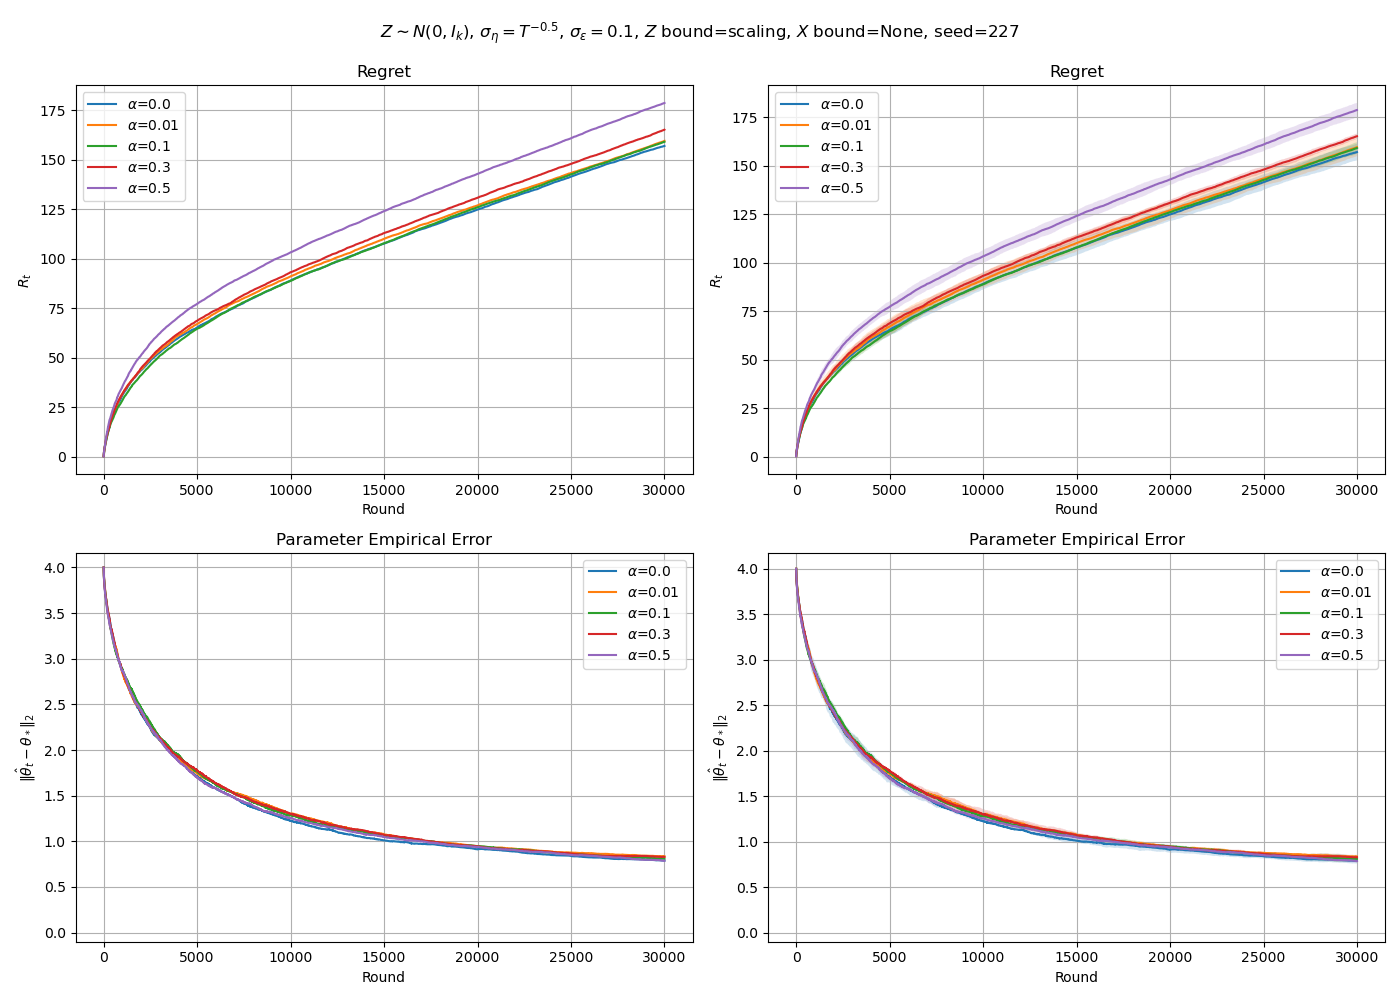 Z ∼ N(0, I_k), σ_η = T^{−0.5}, σ_ε = 0.1, Z bound=scaling, X bound=None, seed=227
Regret
α=0.0
α=0.01
α=0.1
α=0.3
α=0.5
175
150
125
100
75
50
25
0
R_t
0 5000 10000 15000 20000 25000 30000
Round
Regret
α=0.0
α=0.01
α=0.1
α=0.3
α=0.5
175
150
125
100
75
50
25
0
R_t
0 5000 10000 15000 20000 25000 30000
Round
Parameter Empirical Error
α=0.0
α=0.01
α=0.1
α=0.3
α=0.5
4.0
3.5
3.0
2.5
2.0
1.5
1.0
0.5
0.0
‖θ̂_t − θ_*‖_2
0 5000 10000 15000 20000 25000 30000
Round
Parameter Empirical Error
α=0.0
α=0.01
α=0.1
α=0.3
α=0.5
4.0
3.5
3.0
2.5
2.0
1.5
1.0
0.5
0.0
‖θ̂_t − θ_*‖_2
0 5000 10000 15000 20000 25000 30000
Round